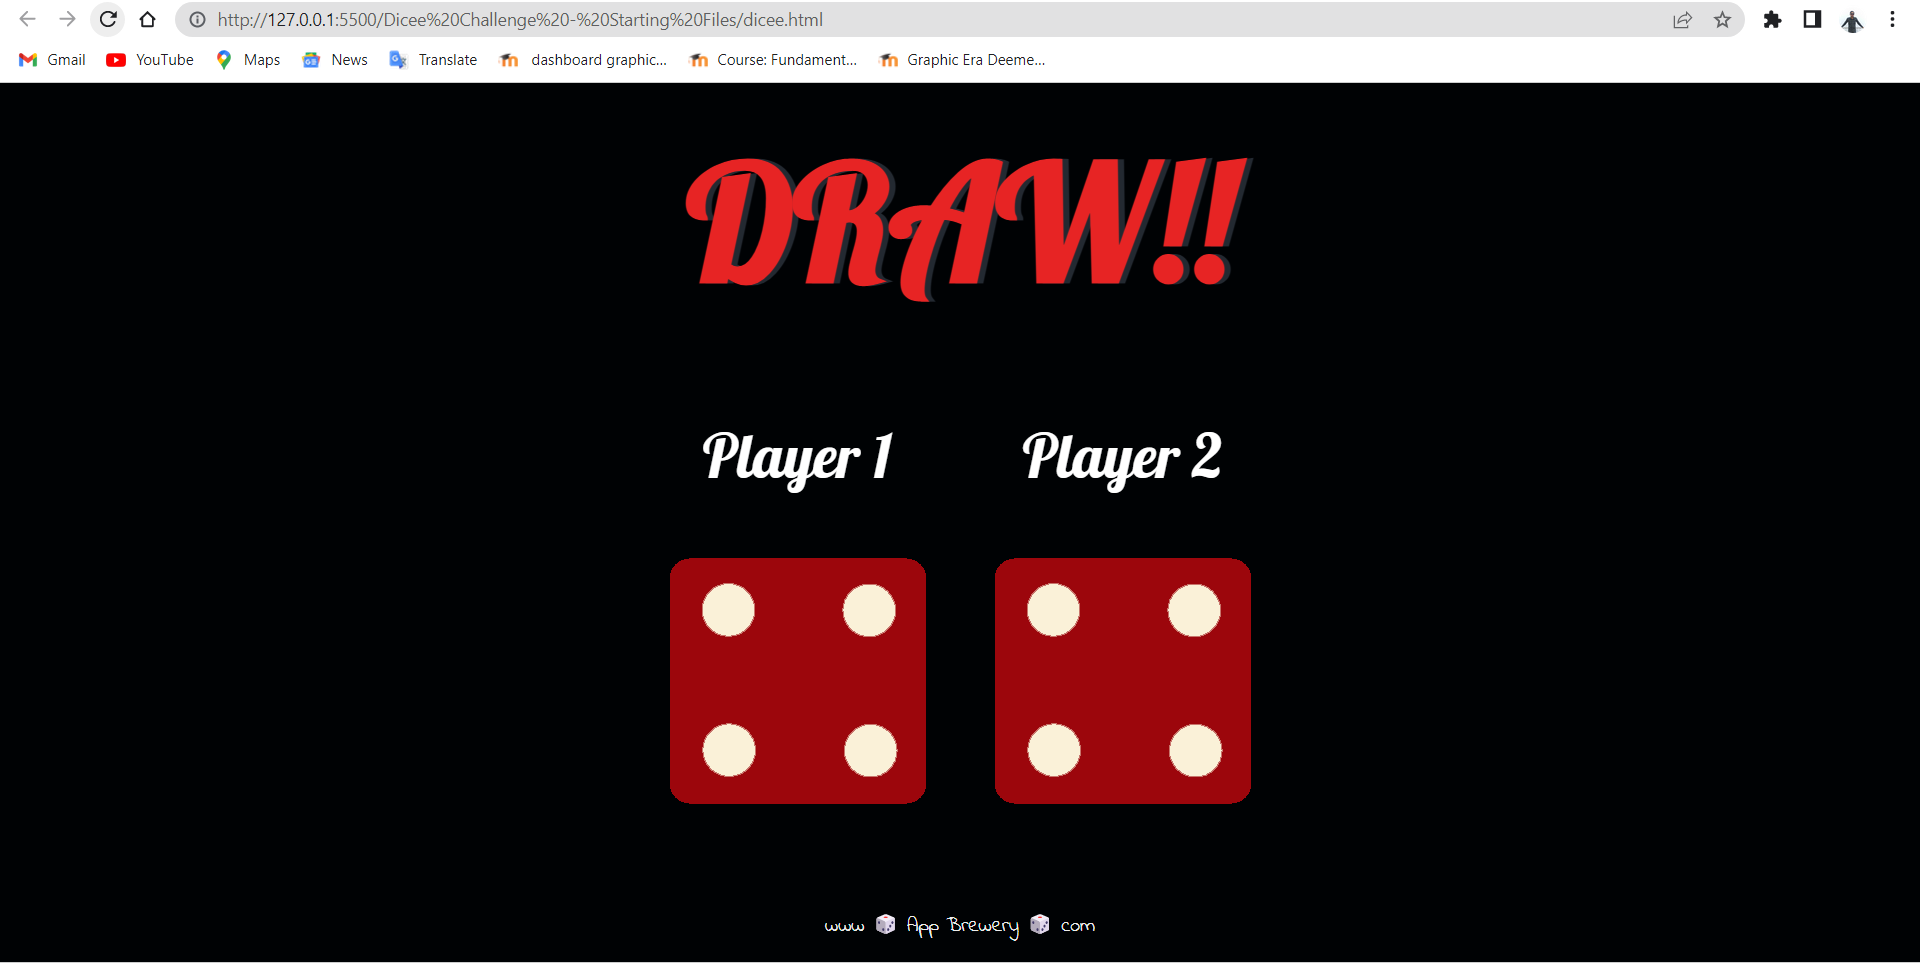 http://127.0.0.1:5500/Dicee%20Challenge%20-%20Starting%20Files/dicee.html
Gmail YouTube Maps News Translate dashboard graphic... Course: Fundament... Graphic Era Deeme...
DRAW!!
Player 1 Player 2
www 🎲 App Brewery 🎲 com